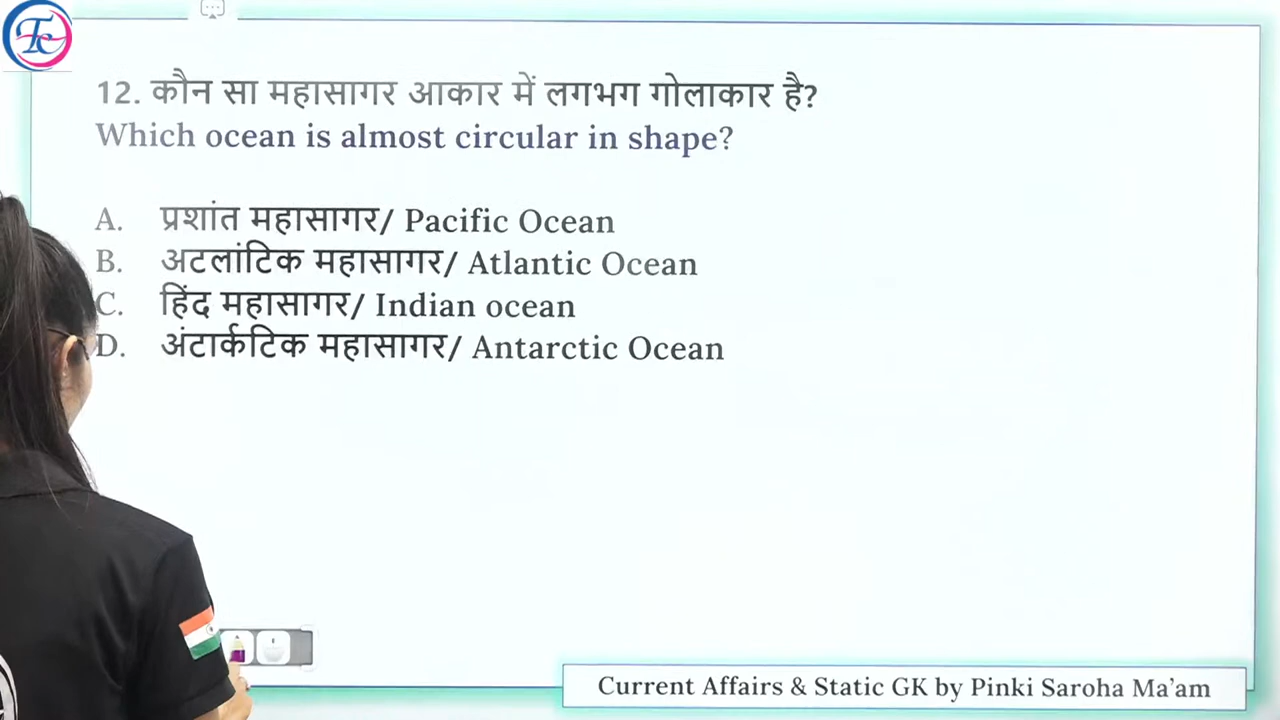 Tc
12. कौन सा महासागर आकार में लगभग गोलाकार है?
Which ocean is almost circular in shape?
A. प्रशांत महासागर/ Pacific Ocean
B. अटलांटिक महासागर/ Atlantic Ocean
C. हिंद महासागर/ Indian ocean
D. अंटार्कटिक महासागर/ Antarctic Ocean
Current Affairs & Static GK by Pinki Saroha Ma’am